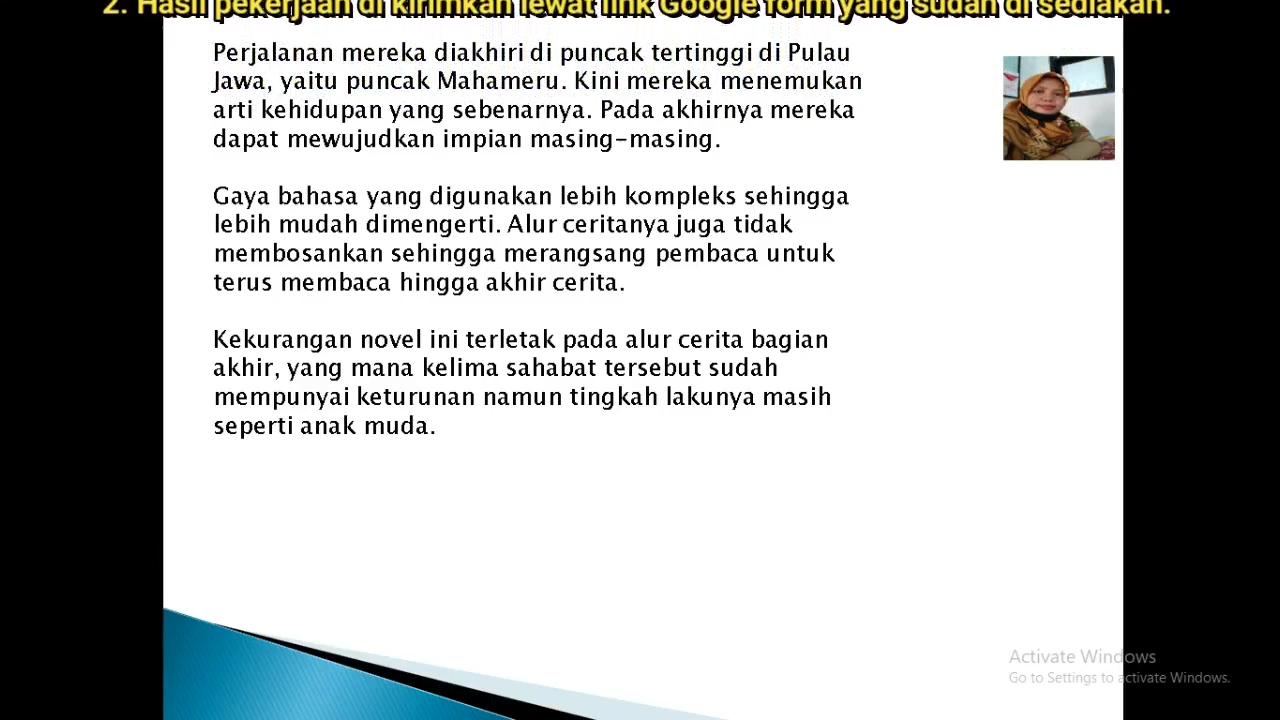 2. Hasil pekerjaan di kirimkan lewat link Google form yang sudah di sediakan.
Perjalanan mereka diakhiri di puncak tertinggi di Pulau
Jawa, yaitu puncak Mahameru. Kini mereka menemukan
arti kehidupan yang sebenarnya. Pada akhirnya mereka
dapat mewujudkan impian masing-masing.
Gaya bahasa yang digunakan lebih kompleks sehingga
lebih mudah dimengerti. Alur ceritanya juga tidak
membosankan sehingga merangsang pembaca untuk
terus membaca hingga akhir cerita.
Kekurangan novel ini terletak pada alur cerita bagian
akhir, yang mana kelima sahabat tersebut sudah
mempunyai keturunan namun tingkah lakunya masih
seperti anak muda.
Activate Windows
Go to Settings to activate Windows.